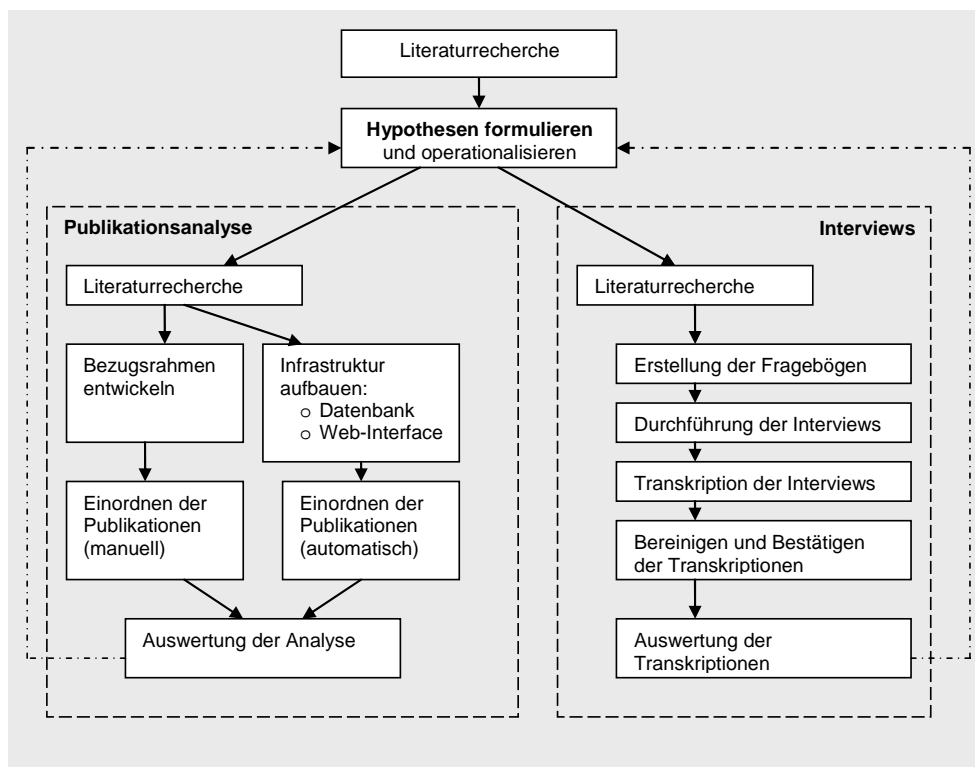 Literaturrecherche
Hypothesen formulieren
und operationalisieren
Publikationsanalyse
Literaturrecherche
Bezugsrahmen
entwickeln
Infrastruktur
aufbauen:
o Datenbank
o Web-Interface
Einordnen der
Publikationen
(manuell)
Einordnen der
Publikationen
(automatisch)
Auswertung der Analyse
Interviews
Literaturrecherche
Erstellung der Fragebögen
Durchführung der Interviews
Transkription der Interviews
Bereinigen und Bestätigen
der Transkriptionen
Auswertung der
Transkriptionen